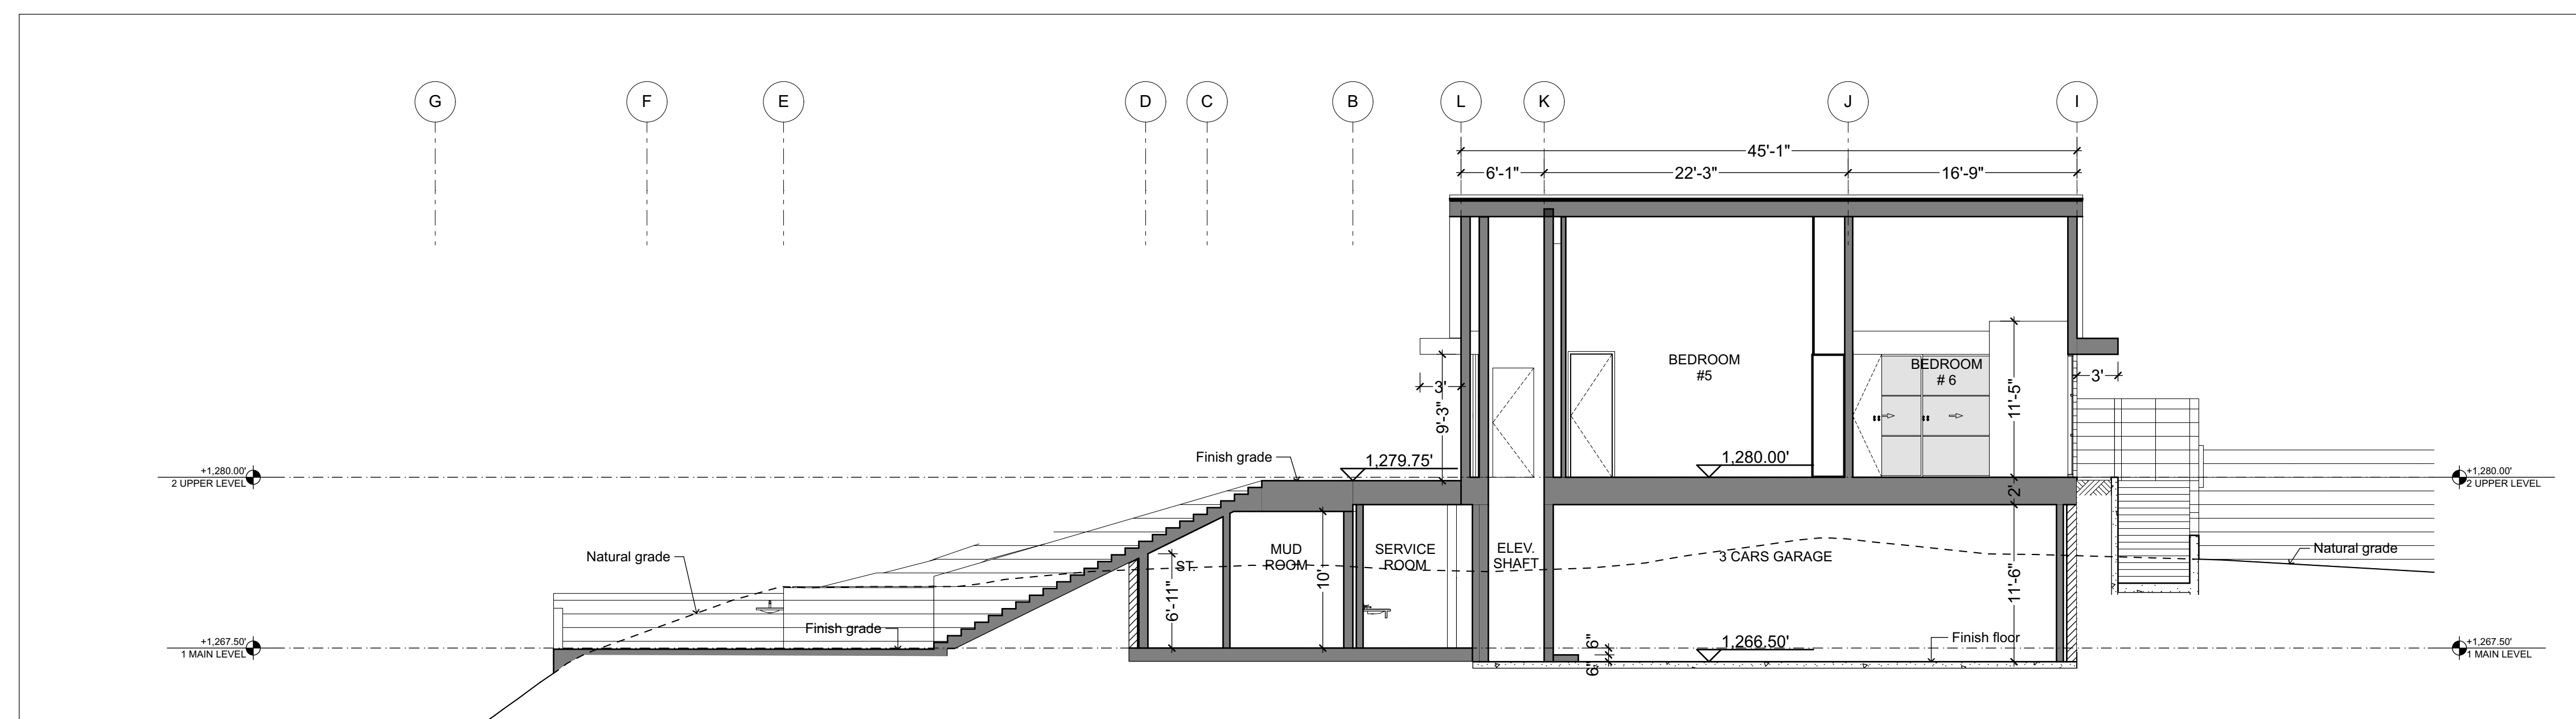 G
F
E
D
C
B
L
K
J
I
45'-1"
6'-1"
22'-3"
16'-9"
BEDROOM
#5
BEDROOM
# 6
3'
3'
9'-3"
11'-5"
Finish grade
1,279.75'
1,280.00'
+1,280.00'
2 UPPER LEVEL
+1,280.00'
2 UPPER LEVEL
2'
Natural grade
ST.
MUD
ROOM
SERVICE
ROOM
ELEV.
SHAFT
3 CARS GARAGE
Natural grade
6'-11"
10'
11'-6"
Finish grade
6"
6"
1,266.50'
Finish floor
+1,267.50'
1 MAIN LEVEL
+1,267.50'
1 MAIN LEVEL